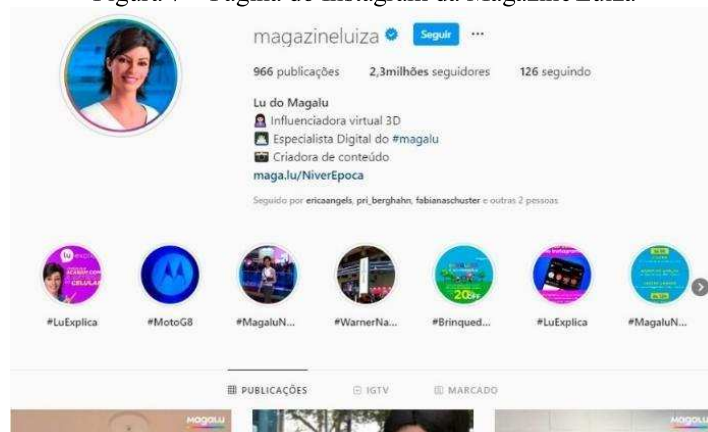 Figura 7 – Página do Instagram da Magazine Luiza
magazineluiza Seguir ...
966 publicações 2,3milhões seguidores 126 seguindo
Lu do Magalu
Influenciadora virtual 3D
Especialista Digital do #magalu
Criadora de conteúdo
maga.lu/NiverEpoca
Seguido por ericaangels, pri_berghahn, fabianaschuster e outras 2 pessoas
#LuExplica #MotoG8 #MagaluN... #WarnerNa... #Brinqued... #LuExplica #MagaluN...
PUBLICAÇÕES IGTV MARCADO
MAGALU MAGALU